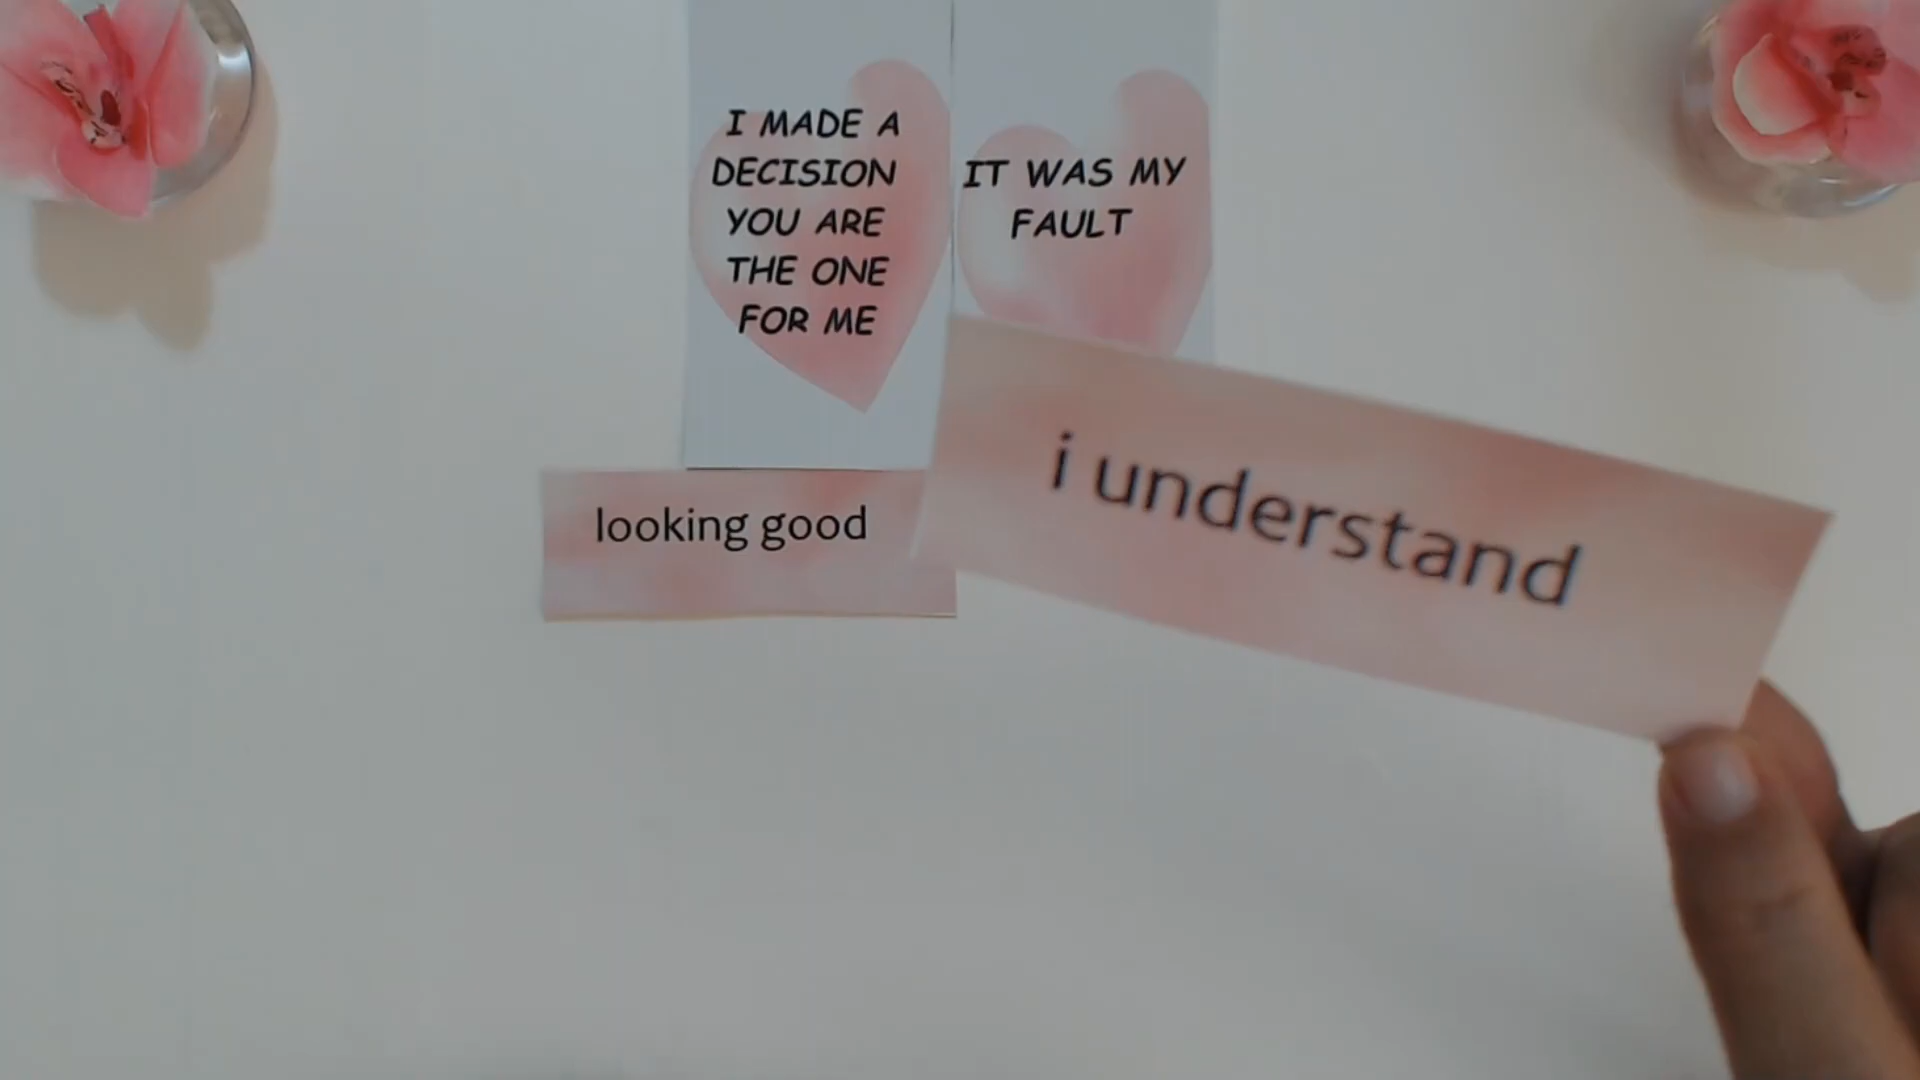 I MADE A
DECISION
YOU ARE
THE ONE
FOR ME
IT WAS MY
FAULT
looking good
i understand